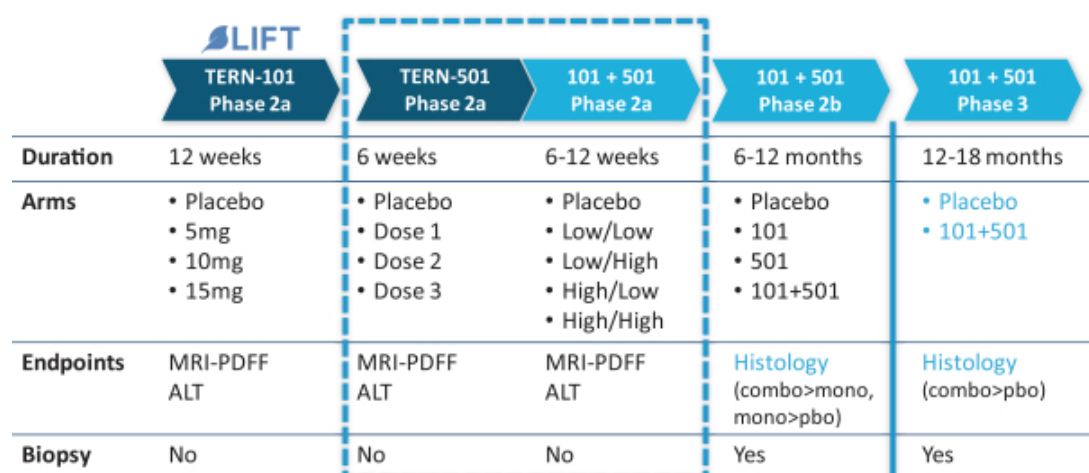 LIFT
TERN-101 TERN-501 101 + 501 101 + 501 101 + 501
Phase 2a Phase 2a Phase 2a Phase 2b Phase 3
Duration 12 weeks 6 weeks 6-12 weeks 6-12 months 12-18 months
Arms • Placebo • Placebo • Placebo • Placebo • Placebo
• 5mg • Dose 1 • Low/Low • 101 • 101+501
• 10mg • Dose 2 • Low/High • 501
• 15mg • Dose 3 • High/Low • 101+501
• High/High
Endpoints MRI-PDFF MRI-PDFF MRI-PDFF Histology Histology
ALT ALT ALT (combo>mono, (combo>pbo)
mono>pbo)
Biopsy No No No Yes Yes